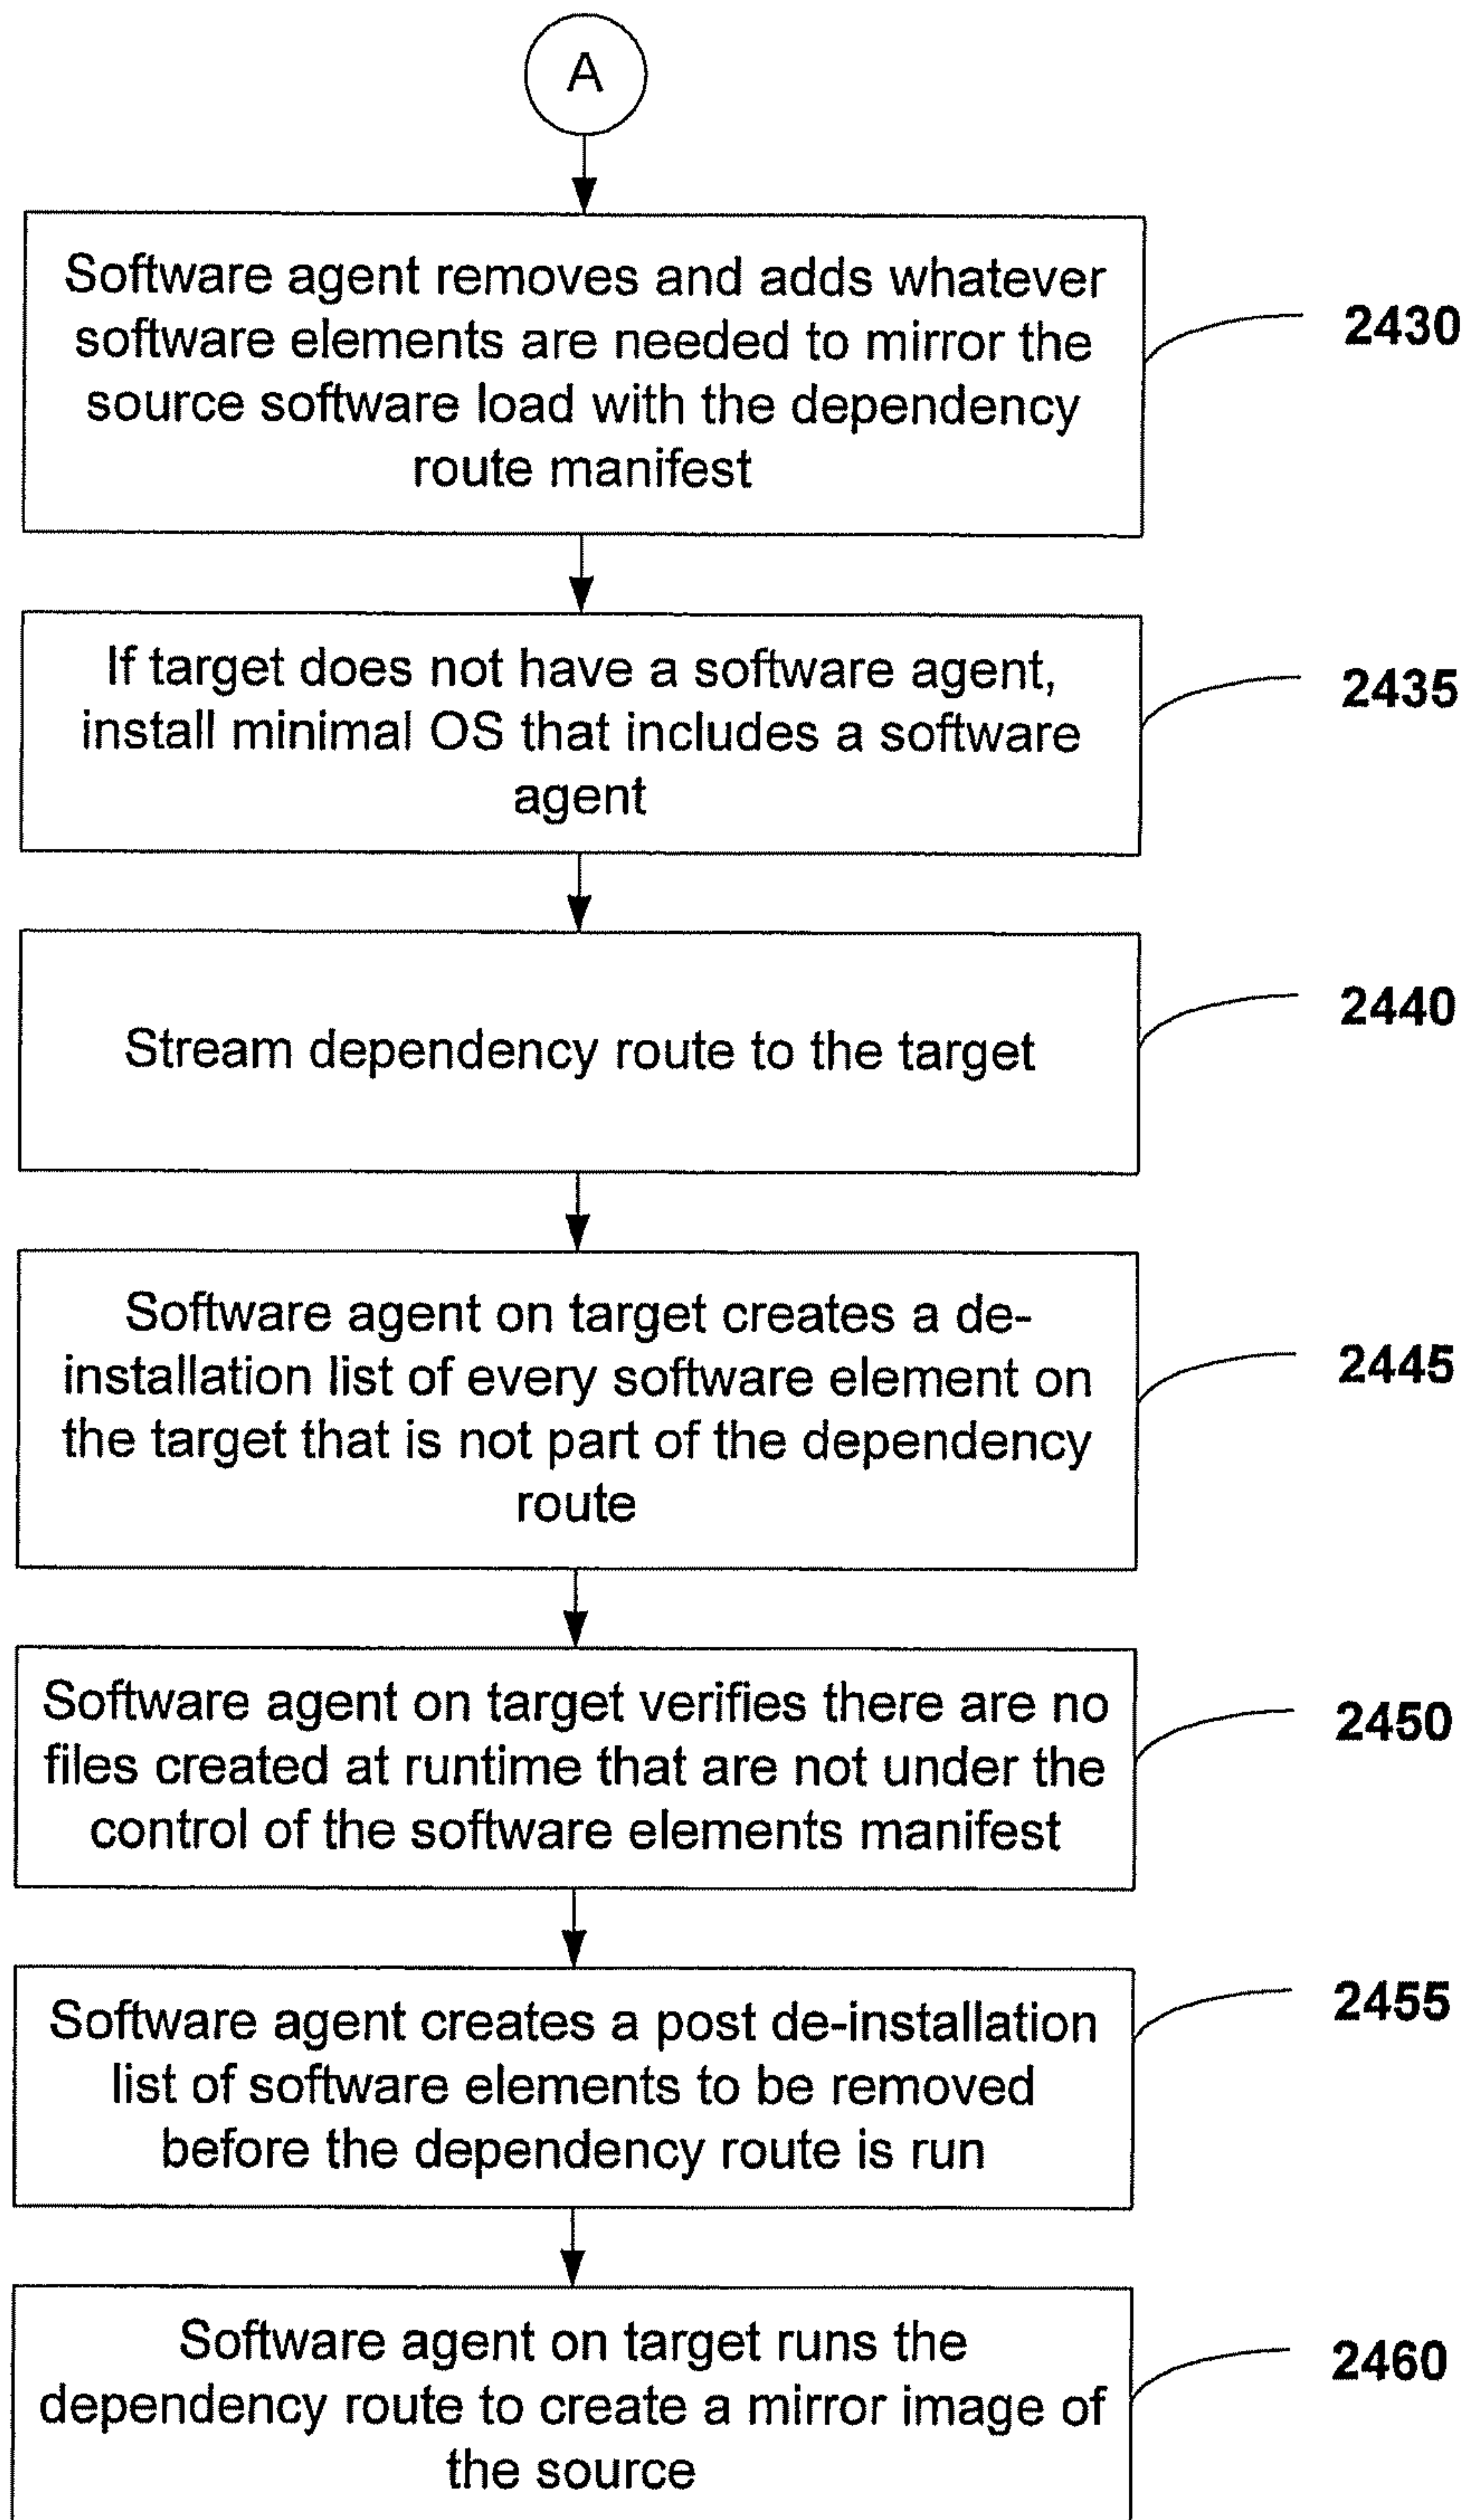 A
Software agent removes and adds whatever
software elements are needed to mirror the
source software load with the dependency
route manifest
2430
If target does not have a software agent,
install minimal OS that includes a software
agent
2435
Stream dependency route to the target
2440
Software agent on target creates a de-
installation list of every software element on
the target that is not part of the dependency
route
2445
Software agent on target verifies there are no
files created at runtime that are not under the
control of the software elements manifest
2450
Software agent creates a post de-installation
list of software elements to be removed
before the dependency route is run
2455
Software agent on target runs the
dependency route to create a mirror image of
the source
2460